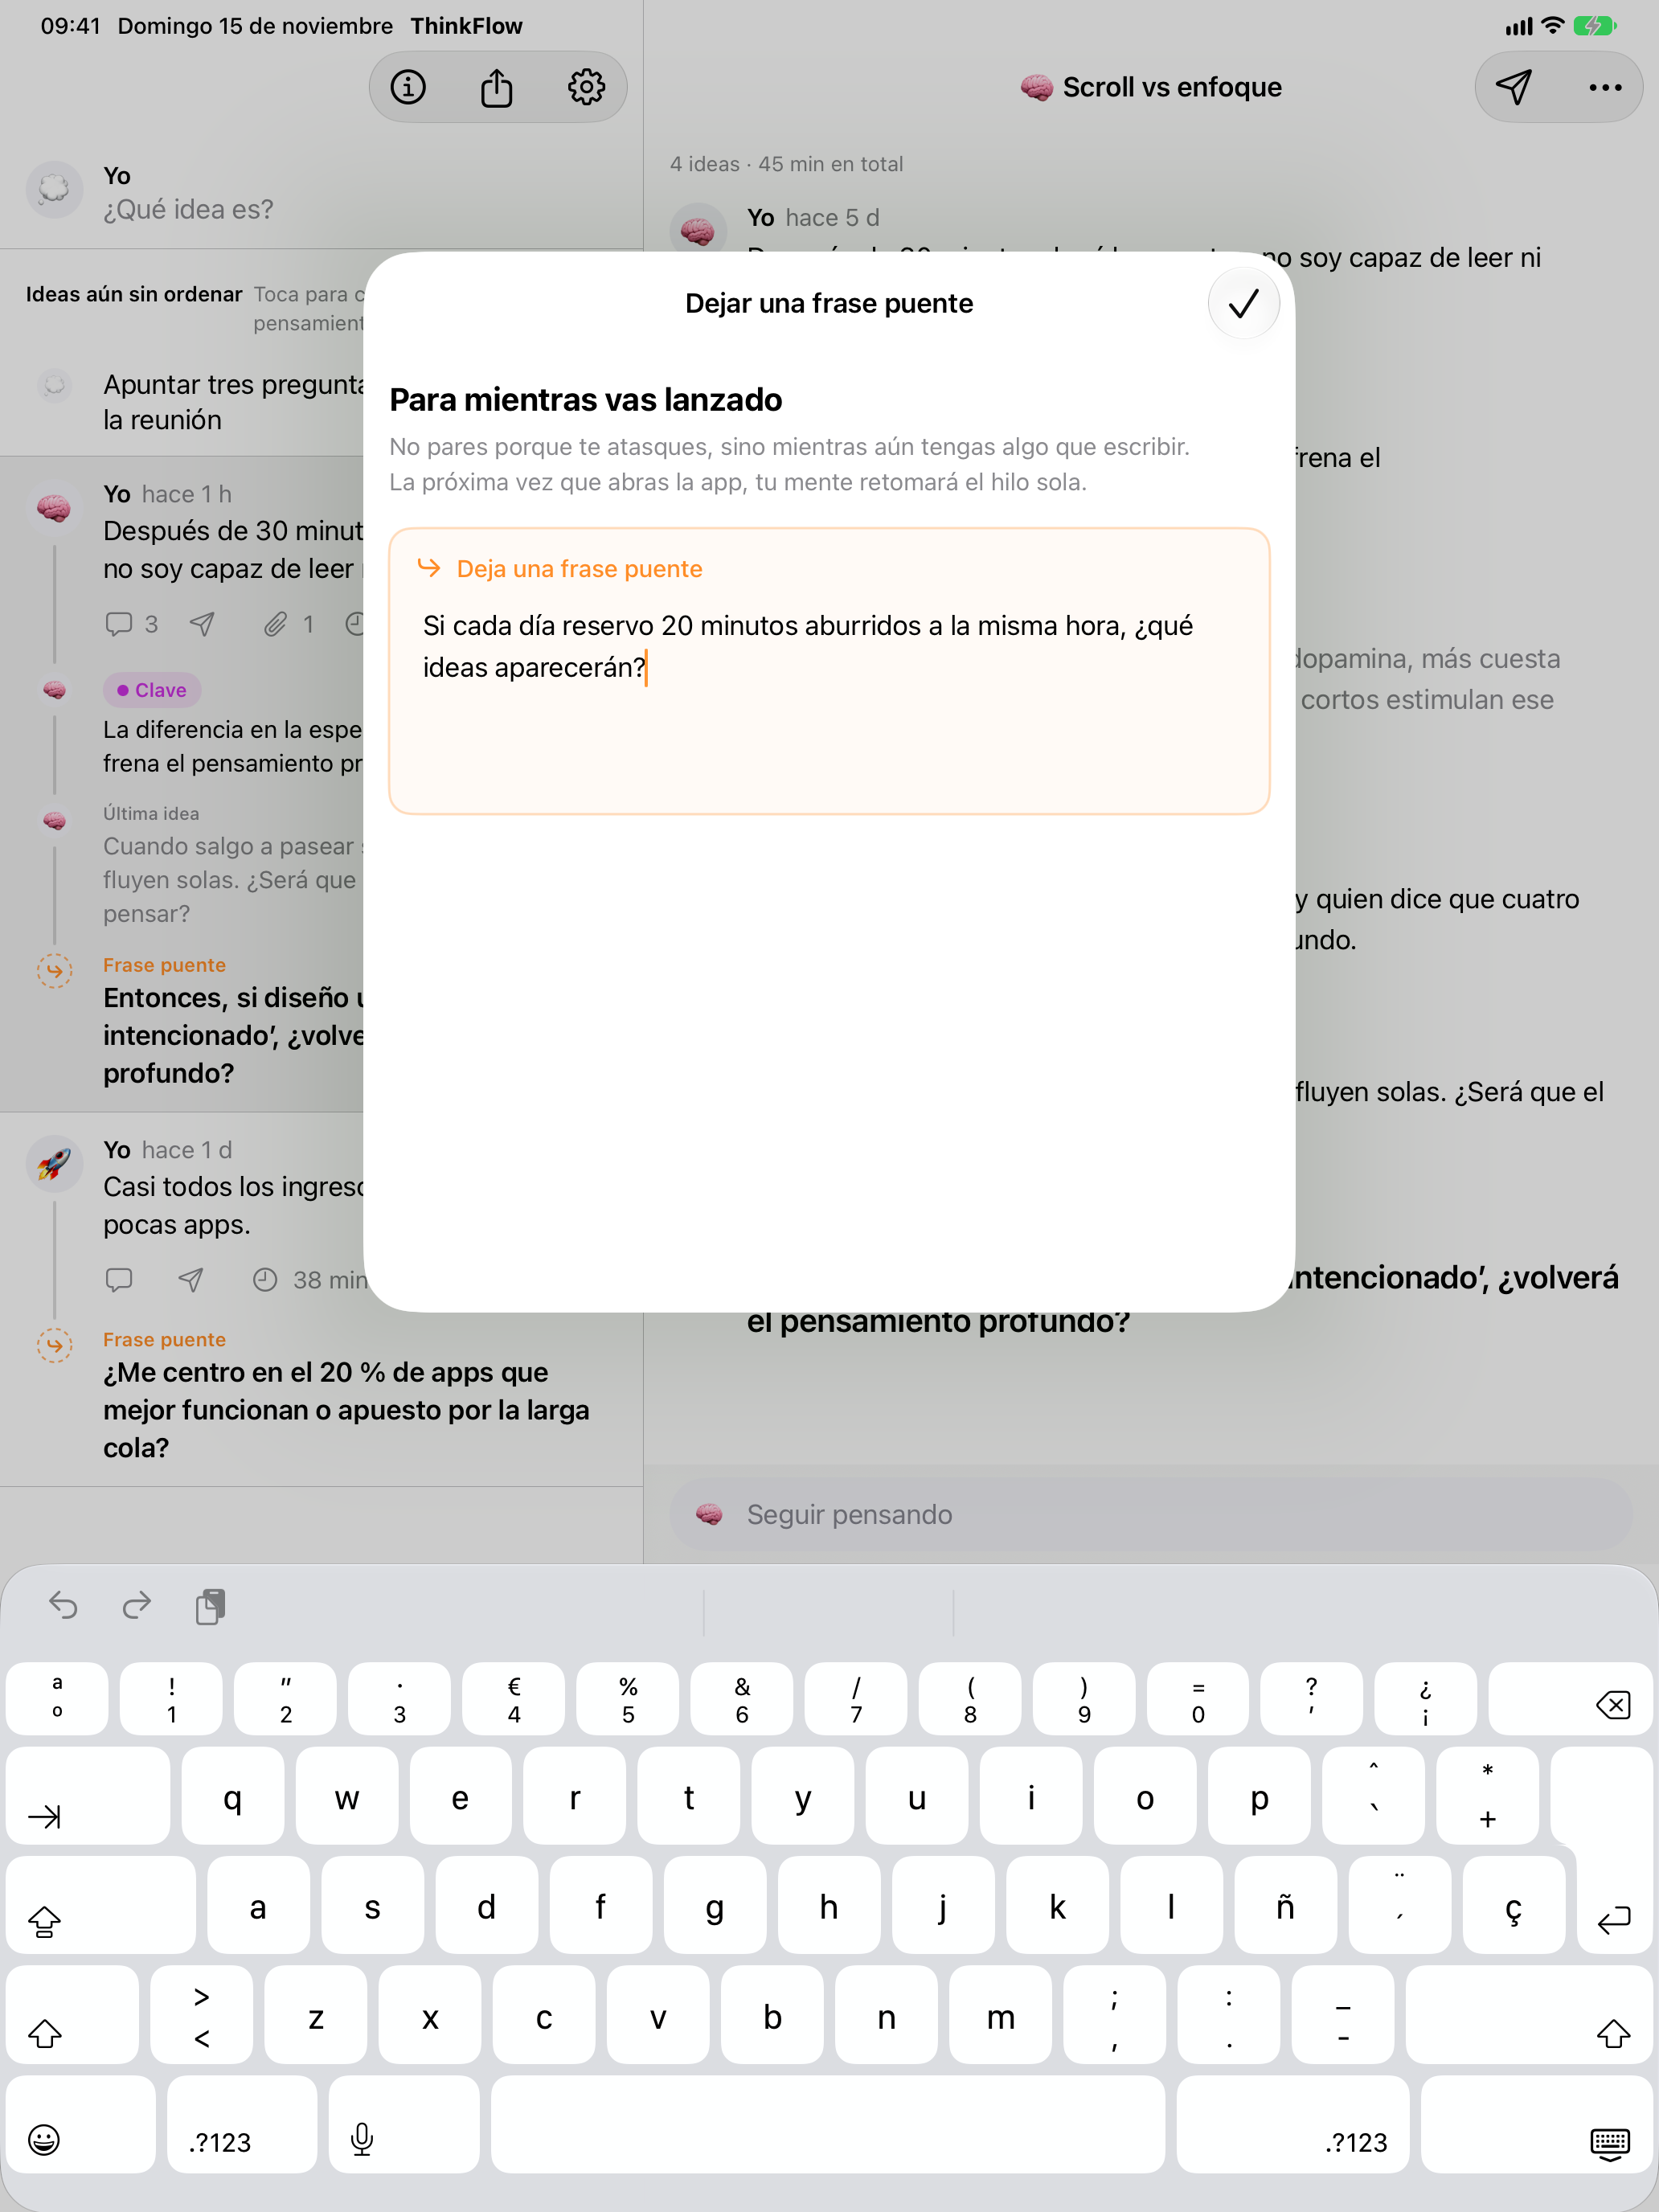 09:41 Domingo 15 de noviembre ThinkFlow
🧠 Scroll vs enfoque
Yo
¿Qué idea es?
Ideas aún sin ordenar Toca para c
pensamient
Apuntar tres pregunta
la reunión
Yo hace 1 h
Después de 30 minut
no soy capaz de leer
3 1
Clave
La diferencia en la espe
frena el pensamiento pr
Última idea
Cuando salgo a pasear
fluyen solas. ¿Será que
pensar?
Frase puente
Entonces, si diseño
intencionado’, ¿volve
profundo?
Yo hace 1 d
Casi todos los ingreso
pocas apps.
38 min
Frase puente
¿Me centro en el 20 % de apps que
mejor funcionan o apuesto por la larga
cola?
4 ideas · 45 min en total
Yo hace 5 d
no soy capaz de leer ni
frena el
dopamina, más cuesta
cortos estimulan ese
y quien dice que cuatro
undo.
fluyen solas. ¿Será que el
intencionado’, ¿volverá
el pensamiento profundo?
Seguir pensando
Dejar una frase puente
Para mientras vas lanzado
No pares porque te atasques, sino mientras aún tengas algo que escribir.
La próxima vez que abras la app, tu mente retomará el hilo sola.
Deja una frase puente
Si cada día reservo 20 minutos aburridos a la misma hora, ¿qué
ideas aparecerán?
ª ! " · € % & / ( ) = ? ¿
º 1 2 3 4 5 6 7 8 9 0 ' ¡
q w e r t y u i o p ^ ` * +
a s d f g h j k l ñ ¨ ´ ç
> < z x c v b n m ; , : . _ -
.?123 .?123